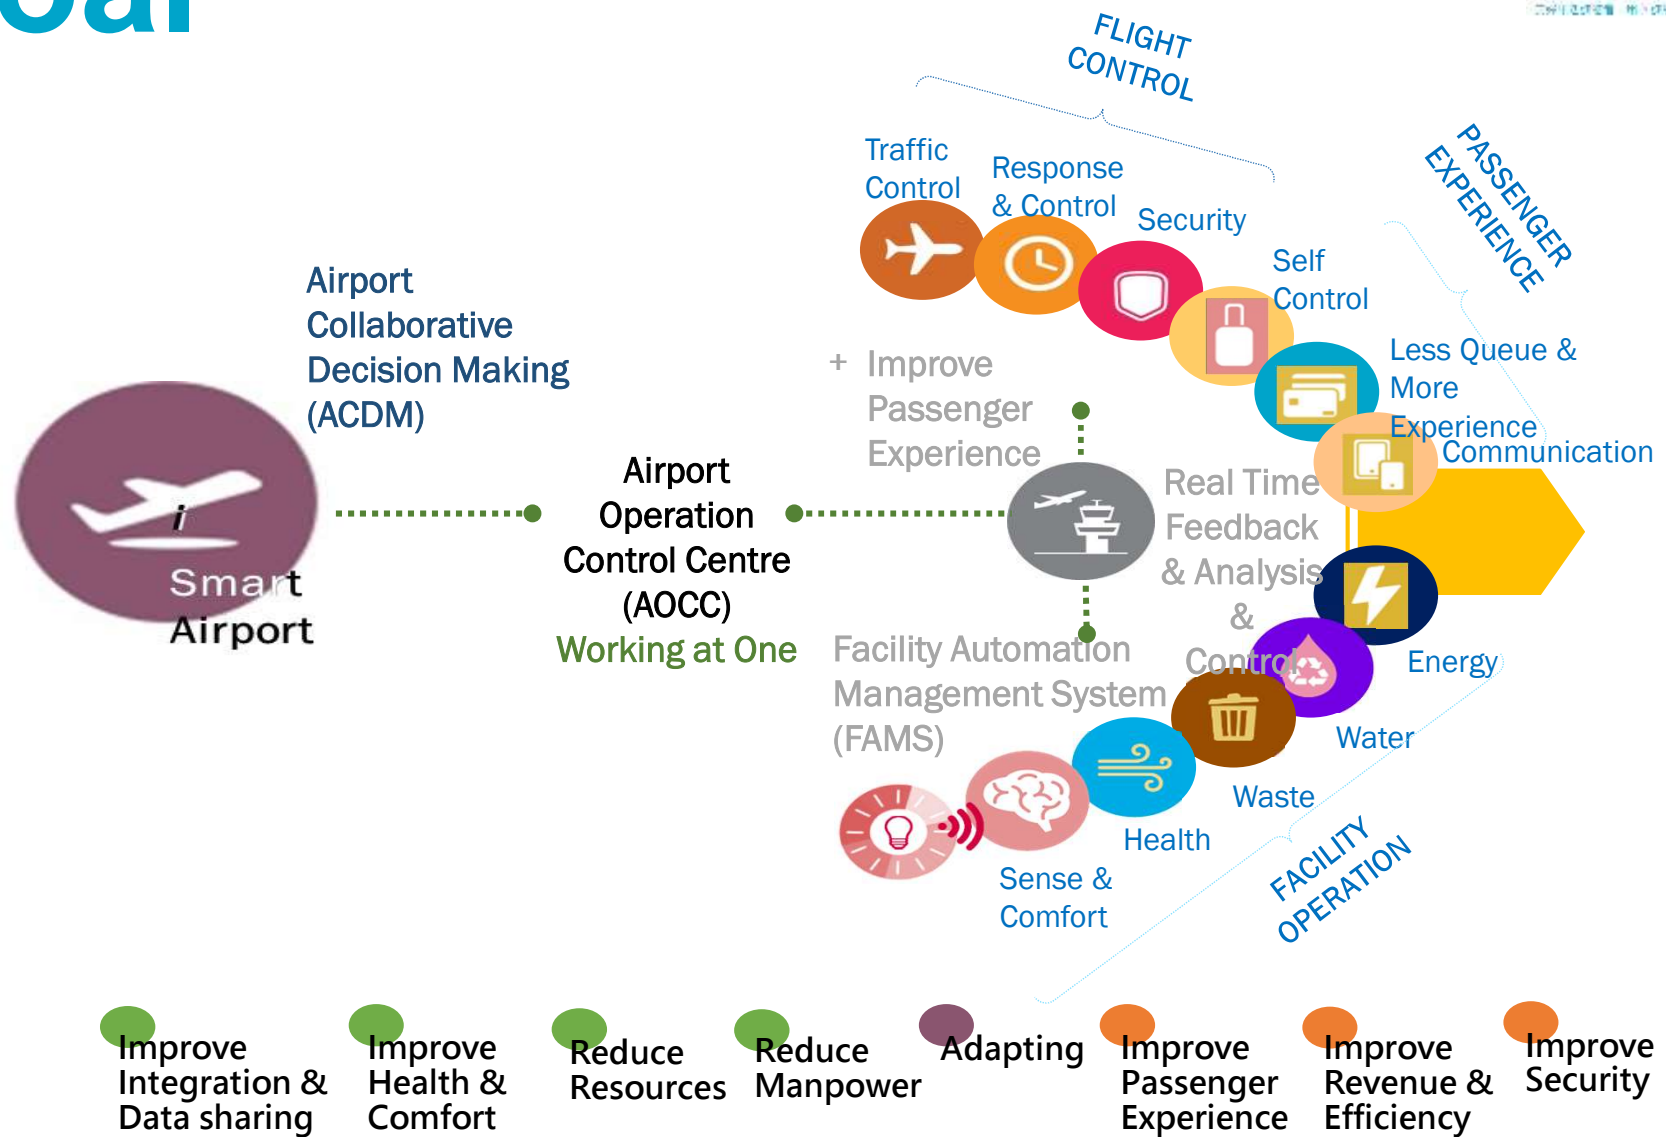 FLIGHT
CONTROL
PASSENGER
EXPERIENCE
Traffic
Control
Response
& Control
Security
Self
Control
Less Queue &
More
Experience
Communication
Airport
Collaborative
Decision Making
(ACDM)
+ Improve
Passenger
Experience
Airport
Operation
Control Centre
(AOCC)
Working at One
Real Time
Feedback
& Analysis
&
Control
i
Smart
Airport
Facility Automation
Management System
(FAMS)
Energy
Water
Waste
Health
Sense &
Comfort
FACILITY
OPERATION
Improve
Integration &
Data sharing
Improve
Health &
Comfort
Reduce
Resources
Reduce
Manpower
Adapting
Improve
Passenger
Experience
Improve
Revenue &
Efficiency
Improve
Security